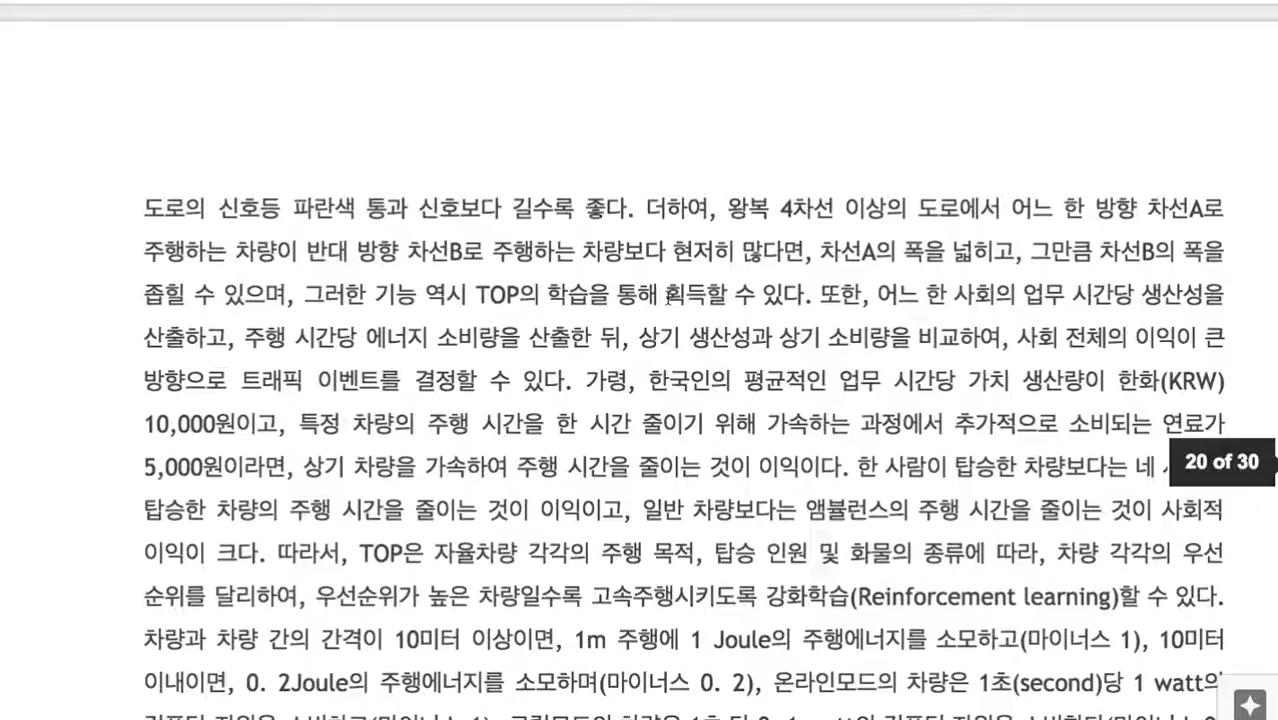 도로의 신호등 파란색 통과 신호보다 길수록 좋다. 더하여, 왕복 4차선 이상의 도로에서 어느 한 방향 차선A로
주행하는 차량이 반대 방향 차선B로 주행하는 차량보다 현저히 많다면, 차선A의 폭을 넓히고, 그만큼 차선B의 폭을
좁힐 수 있으며, 그러한 기능 역시 TOP의 학습을 통해 획득할 수 있다. 또한, 어느 한 사회의 업무 시간당 생산성을
산출하고, 주행 시간당 에너지 소비량을 산출한 뒤, 상기 생산성과 상기 소비량을 비교하여, 사회 전체의 이익이 큰
방향으로 트래픽 이벤트를 결정할 수 있다. 가령, 한국인의 평균적인 업무 시간당 가치 생산량이 한화(KRW)
10,000원이고, 특정 차량의 주행 시간을 한 시간 줄이기 위해 가속하는 과정에서 추가적으로 소비되는 연료가
5,000원이라면, 상기 차량을 가속하여 주행 시간을 줄이는 것이 이익이다. 한 사람이 탑승한 차량보다는 네
20 of 30
탑승한 차량의 주행 시간을 줄이는 것이 이익이고, 일반 차량보다는 앰뷸런스의 주행 시간을 줄이는 것이 사회적
이익이 크다. 따라서, TOP은 자율차량 각각의 주행 목적, 탑승 인원 및 화물의 종류에 따라, 차량 각각의 우선
순위를 달리하여, 우선순위가 높은 차량일수록 고속주행시키도록 강화학습(Reinforcement learning)할 수 있다.
차량과 차량 간의 간격이 10미터 이상이면, 1m 주행에 1 Joule의 주행에너지를 소모하고(마이너스 1), 10미터
이내이면, 0. 2Joule의 주행에너지를 소모하며(마이너스 0. 2), 온라인모드의 차량은 1초(second)당 1 watt의